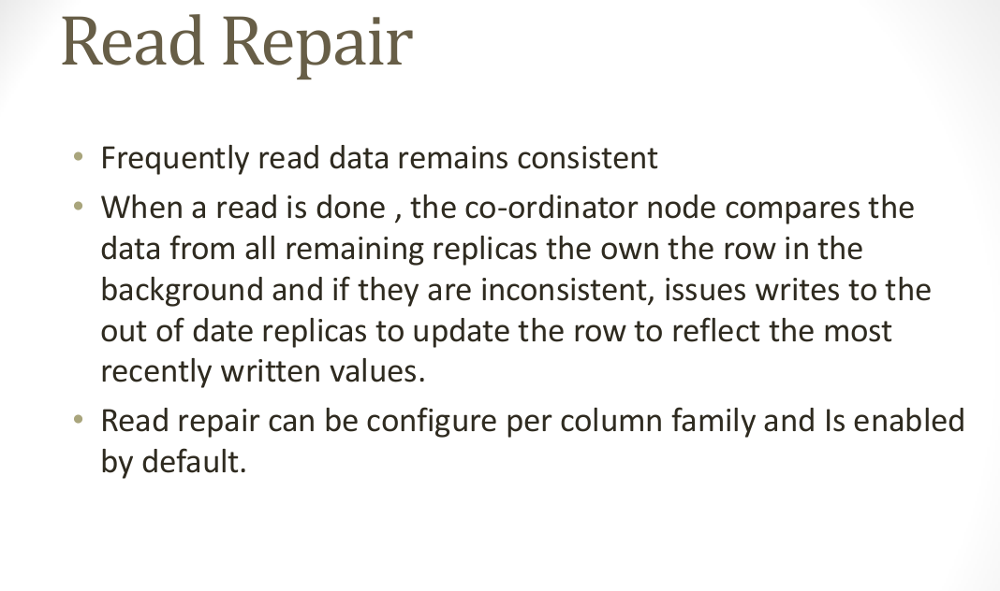 Read Repair
• Frequently read data remains consistent
• When a read is done , the co-ordinator node compares the
data from all remaining replicas the own the row in the
background and if they are inconsistent, issues writes to the
out of date replicas to update the row to reflect the most
recently written values.
• Read repair can be configure per column family and Is enabled
by default.